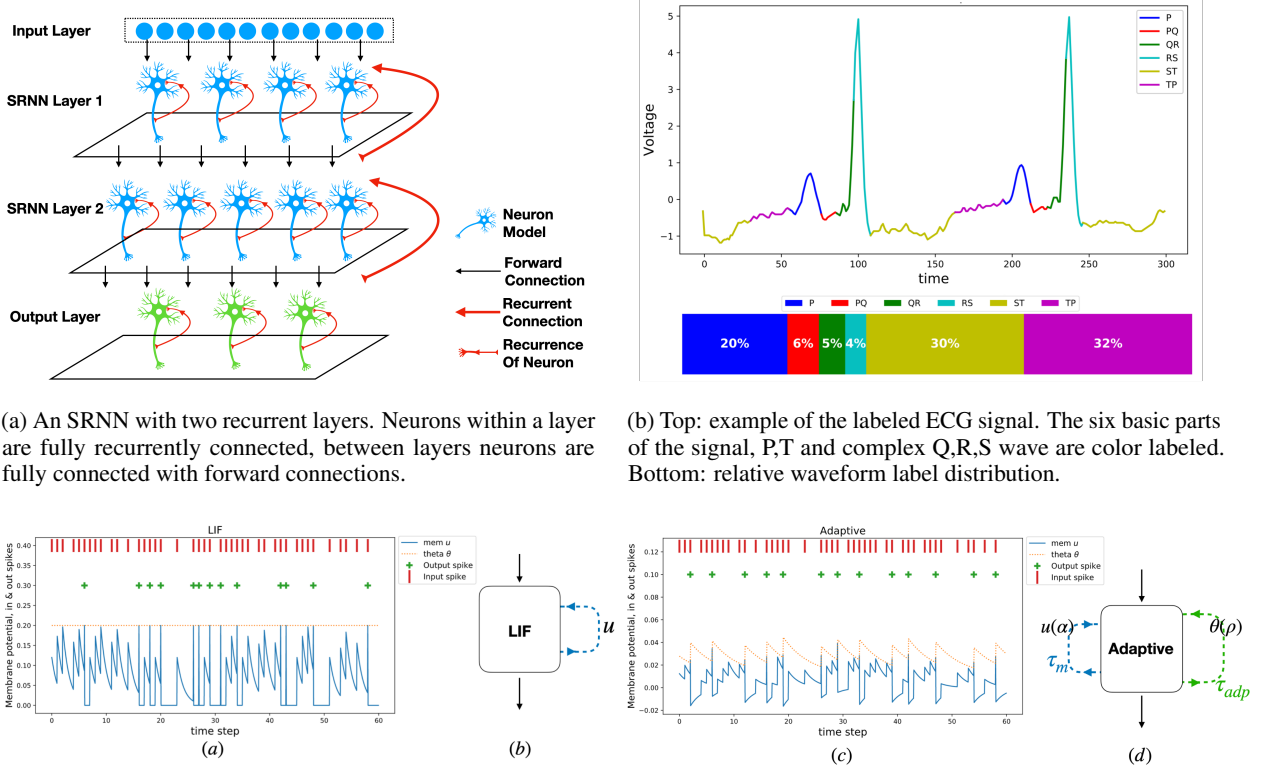 Input Layer
SRNN Layer 1
SRNN Layer 2
Output Layer
Neuron
Model
Forward
Connection
Recurrent
Connection
Recurrence
Of Neuron
Voltage
5
4
3
2
1
0
−1
0
50
100
150
200
250
300
time
P
PQ
QR
RS
ST
TP
P PQ QR RS ST TP
20% 6% 5% 4% 30% 32%
(a) An SRNN with two recurrent layers. Neurons within a layer
are fully recurrently connected, between layers neurons are
fully connected with forward connections.
(b) Top: example of the labeled ECG signal. The six basic parts
of the signal, P,T and complex Q,R,S wave are color labeled.
Bottom: relative waveform label distribution.
LIF
Membrane potential, in & out spikes
0.40
0.35
0.30
0.25
0.20
0.15
0.10
0.05
0.00
0 10 20 30 40 50 60
time step
mem u
theta θ
Output spike
Input spike
(a)
LIF
u
(b)
Adaptive
Membrane potential, in & out spikes
0.12
0.10
0.08
0.06
0.04
0.02
0.00
−0.02
0 10 20 30 40 50 60
time step
mem u
theta θ
Output spike
Input spike
(c)
u(α)
θ(ρ)
Adaptive
τm
τadp
(d)